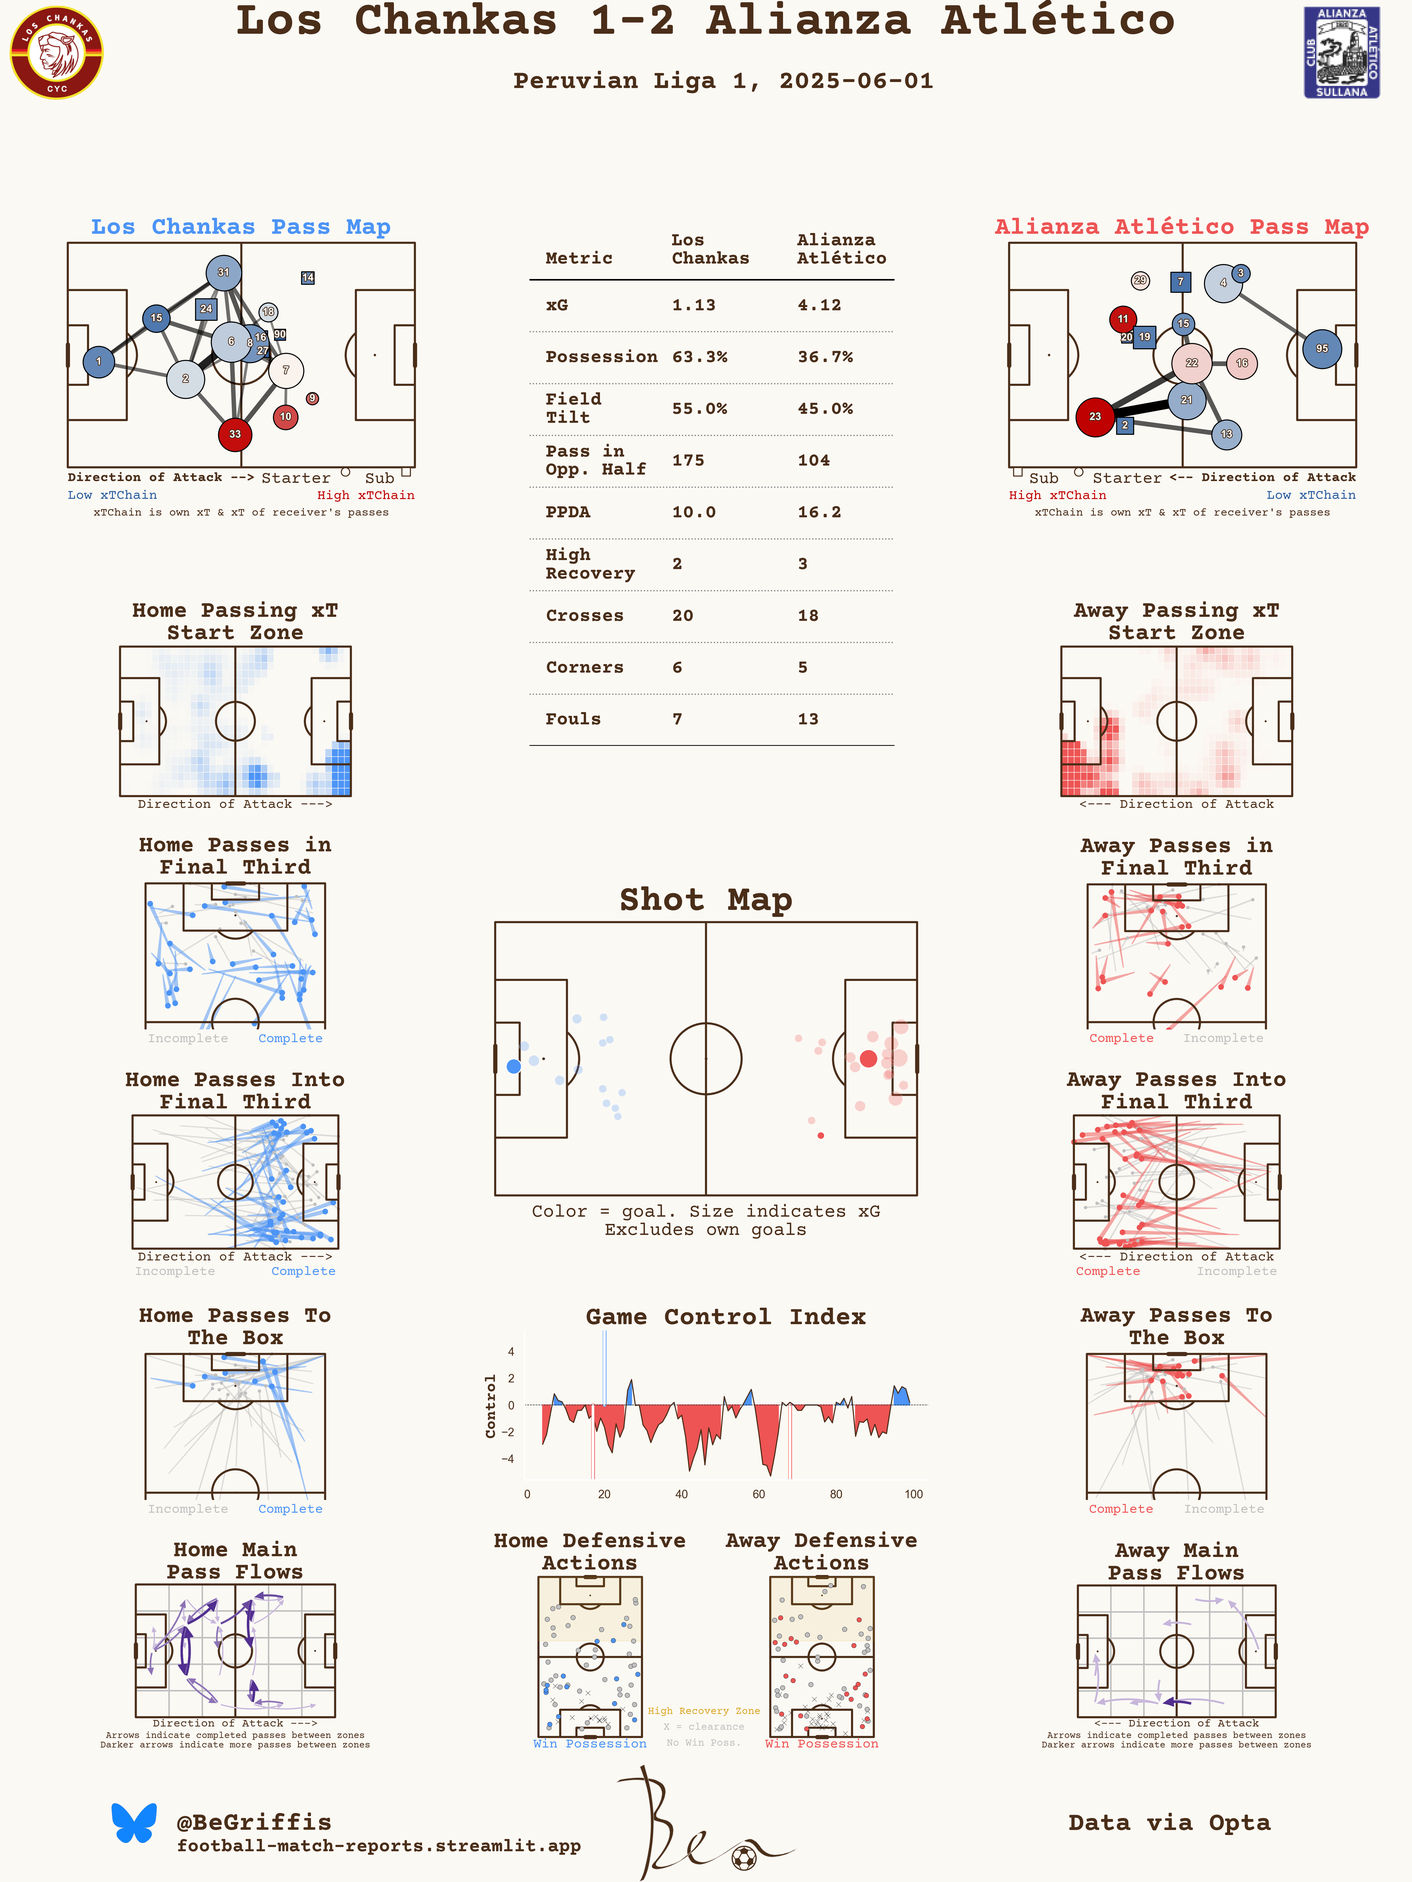 Los Chankas 1-2 Alianza Atlético
Peruvian Liga 1, 2025-06-01
LOS CHANKAS
CYC
ALIANZA
CLUB
ATLÉTICO
SULLANA
Los Chankas Pass Map
31
14
24
18
15
6
8
16
90
27
1
2
7
9
10
33
Direction of Attack --> Starter Sub
Low xTChain High xTChain
xTChain is own xT & xT of receiver's passes
Metric Los Chankas Alianza Atlético
xG 1.13 4.12
Possession 63.3% 36.7%
Field Tilt 55.0% 45.0%
Pass in Opp. Half 175 104
PPDA 10.0 16.2
High Recovery 2 3
Crosses 20 18
Corners 6 5
Fouls 7 13
Alianza Atlético Pass Map
29
7
4
3
11
15
20
19
95
22
16
21
23
2
13
Sub Starter <-- Direction of Attack
High xTChain Low xTChain
xTChain is own xT & xT of receiver's passes
Home Passing xT
Start Zone
Direction of Attack --->
Away Passing xT
Start Zone
<--- Direction of Attack
Home Passes in
Final Third
Incomplete Complete
Away Passes in
Final Third
Complete Incomplete
Shot Map
Color = goal. Size indicates xG
Excludes own goals
Home Passes Into
Final Third
Direction of Attack --->
Incomplete Complete
Away Passes Into
Final Third
<--- Direction of Attack
Complete Incomplete
Home Passes To
The Box
Incomplete Complete
Game Control Index
Control
4
2
0
−2
−4
0 20 40 60 80 100
Away Passes To
The Box
Complete Incomplete
Home Main
Pass Flows
Direction of Attack --->
Arrows indicate completed passes between zones
Darker arrows indicate more passes between zones
Home Defensive
Actions
Win Possession
High Recovery Zone
X = clearance
No Win Poss.
Away Defensive
Actions
Win Possession
Away Main
Pass Flows
<--- Direction of Attack
Arrows indicate completed passes between zones
Darker arrows indicate more passes between zones
@BeGriffis
football-match-reports.streamlit.app
Ben
Data via Opta